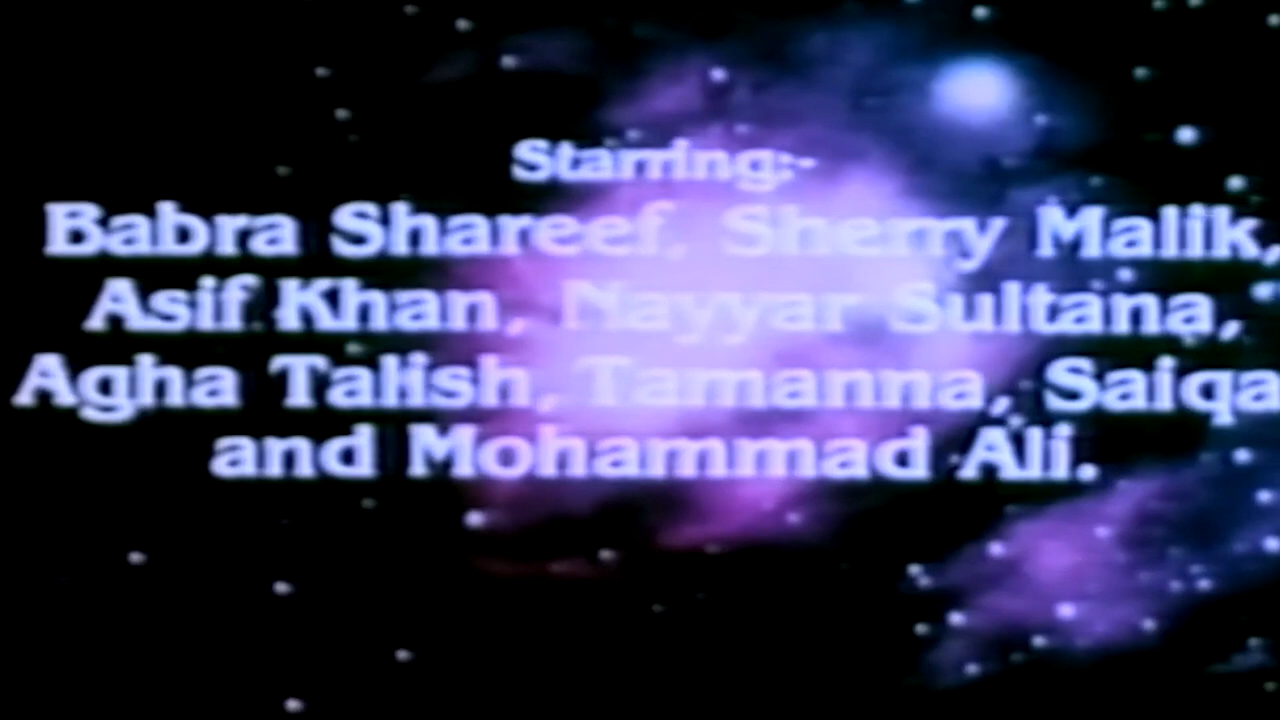 Starring:-
Babra Shareef, Sherry Malik,
Asif Khan, Nayyar Sultana,
Agha Talish, Tamanna, Saiqa
and Mohammad Ali.